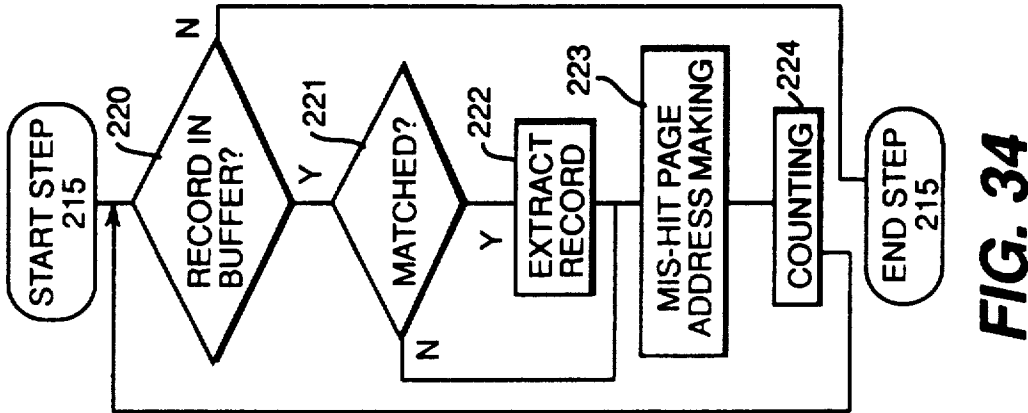 START STEP
215
220
N
RECORD IN
BUFFER?
Y
221
MATCHED?
N
Y
222
EXTRACT
RECORD
223
MIS-HIT PAGE
ADDRESS MAKING
224
COUNTING
END STEP
215
FIG. 34